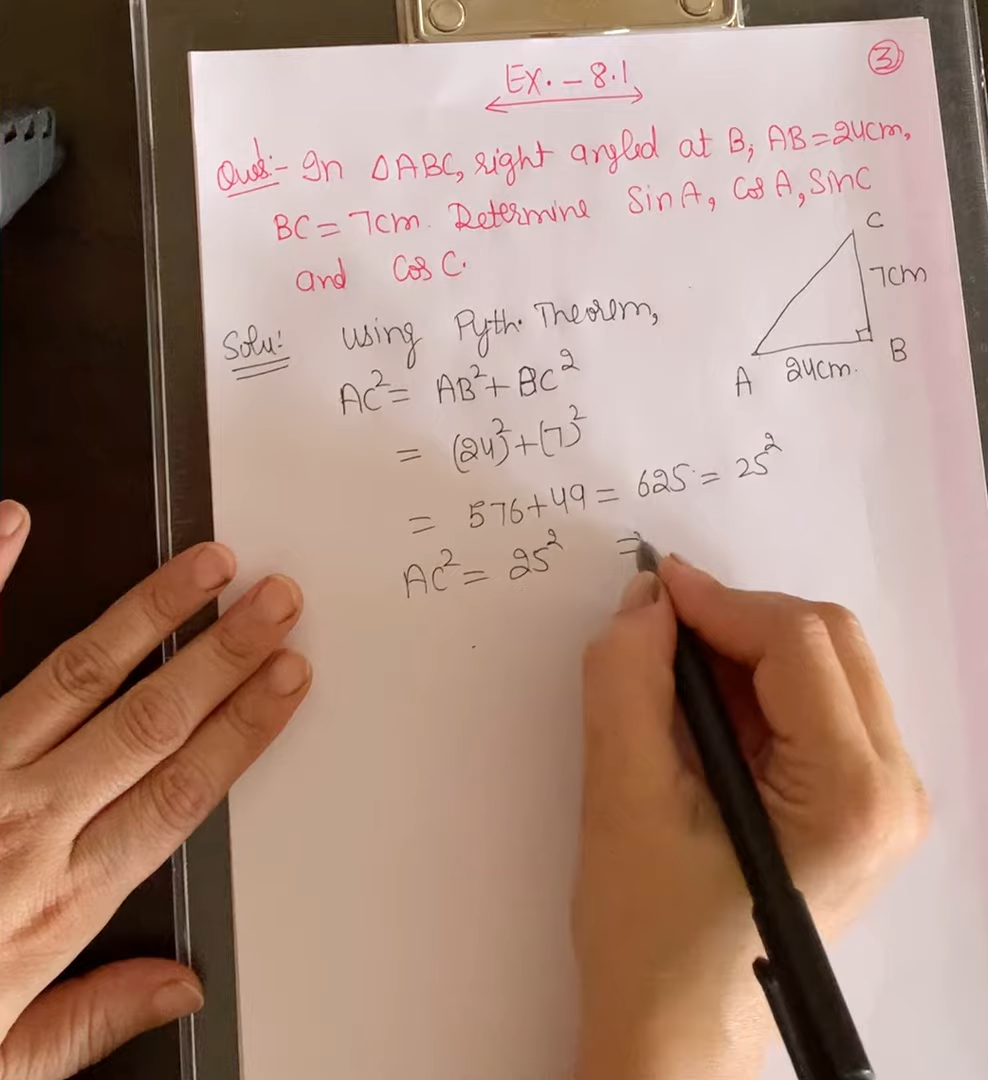 Ex. - 8.1
3
Ques:- In ΔABC, right angled at B, AB=24cm,
BC = 7cm. Determine Sin A, Cos A, Sin C
and Cos C.
C
7cm
B
A
24cm.
Solu: using Pyth. Theorem,
AC² = AB² + BC²
= (24)² + (7)²
= 576 + 49 = 625 = 25²
AC² = 25² ⇒